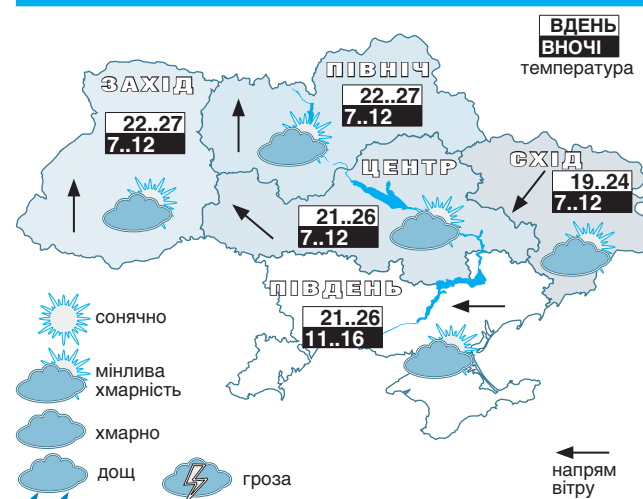 ВДЕНЬ
ВНОЧІ
температура
ПІВНІЧ
22..27
7..12
ЗАХІД
22..27
7..12
ЦЕНТР
21..26
7..12
СХІД
19..24
7..12
ПІВДЕНЬ
21..26
11..16
сонячно
мінлива
хмарність
хмарно
дощ
гроза
напрям
вітру